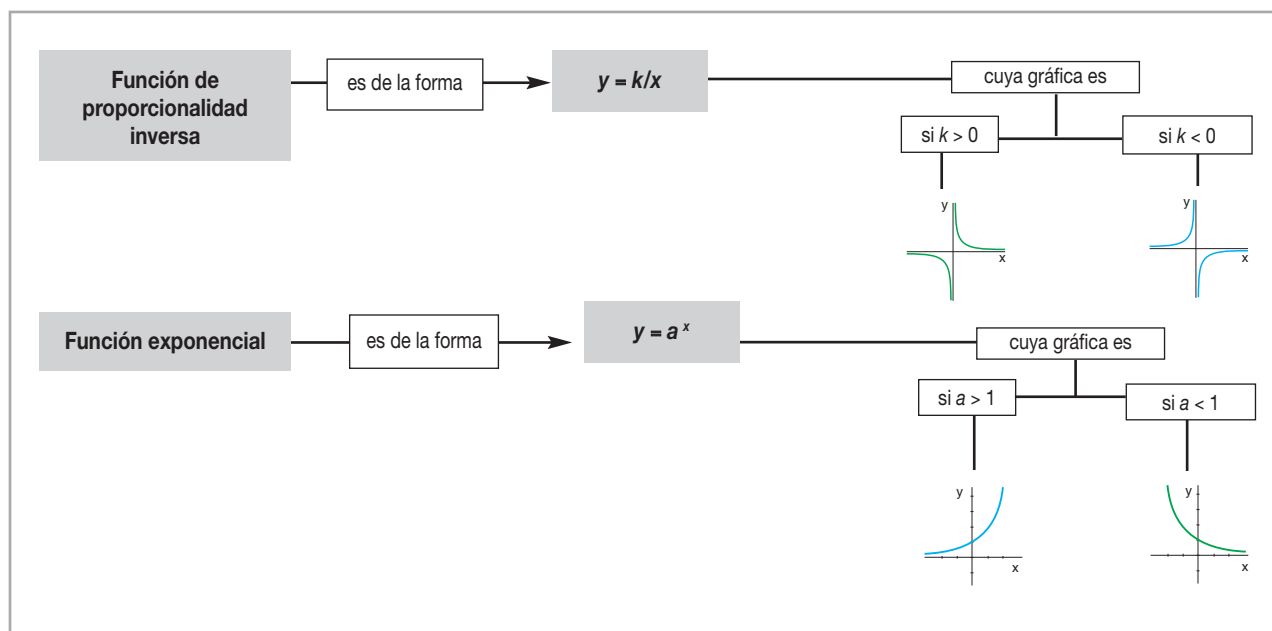 Función de
proporcionalidad
inversa
es de la forma
y = k/x
cuya gráfica es
si k > 0
si k < 0
y
x
y
x
Función exponencial
es de la forma
y = a^x
cuya gráfica es
si a > 1
si a < 1
y
x
y
x